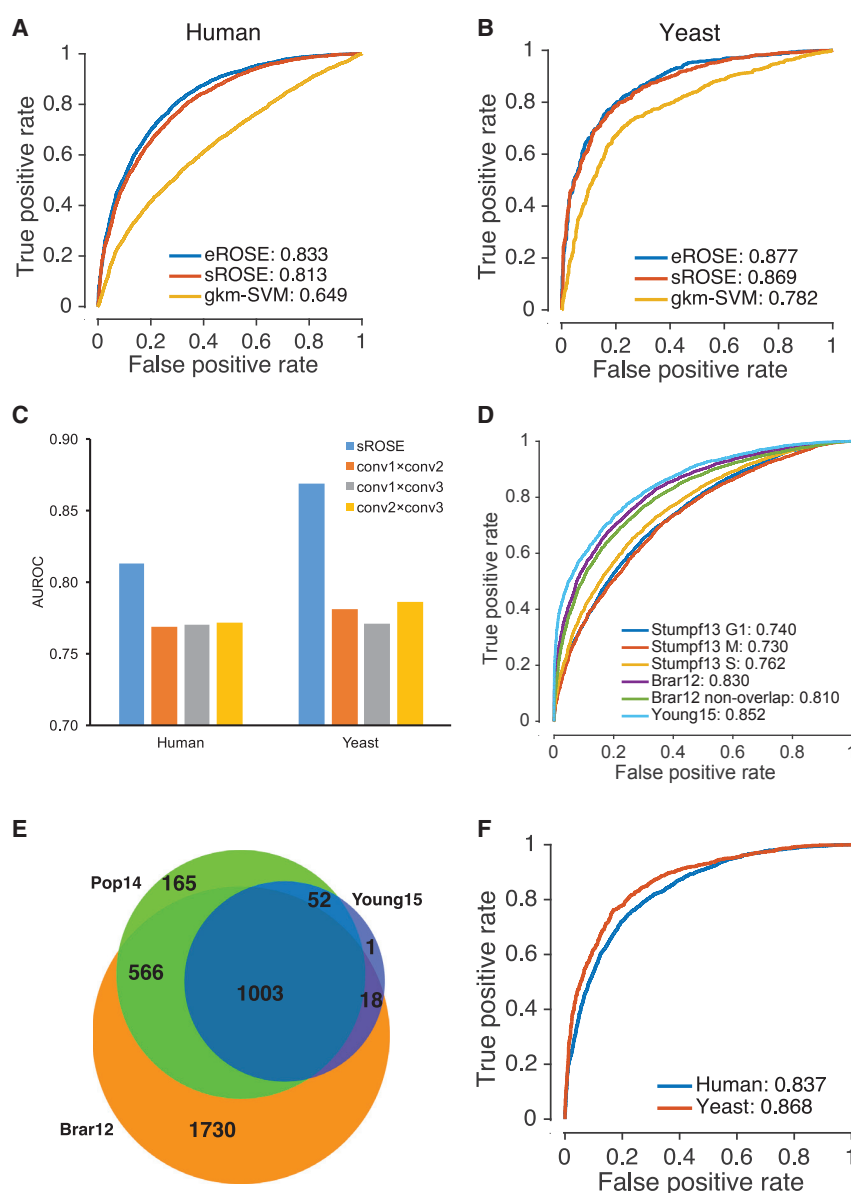 A
Human
True positive rate
1
0.8
0.6
0.4
0.2
0
eROSE: 0.833
sROSE: 0.813
gkm-SVM: 0.649
0 0.2 0.4 0.6 0.8 1
False positive rate
B
Yeast
True positive rate
1
0.8
0.6
0.4
0.2
0
eROSE: 0.877
sROSE: 0.869
gkm-SVM: 0.782
0 0.2 0.4 0.6 0.8 1
False positive rate
C
AUROC
0.90
0.85
0.80
0.75
0.70
sROSE
conv1×conv2
conv1×conv3
conv2×conv3
Human Yeast
D
True positive rate
1
0.8
0.6
0.4
0.2
0
Stumpf13 G1: 0.740
Stumpf13 M: 0.730
Stumpf13 S: 0.762
Brar12: 0.830
Brar12 non-overlap: 0.810
Young15: 0.852
0 0.2 0.4 0.6 0.8 1
False positive rate
E
Pop14
165
52
Young15
1
566
1003
18
Brar12
1730
F
True positive rate
1
0.8
0.6
0.4
0.2
0
Human: 0.837
Yeast: 0.868
0 0.2 0.4 0.6 0.8 1
False positive rate